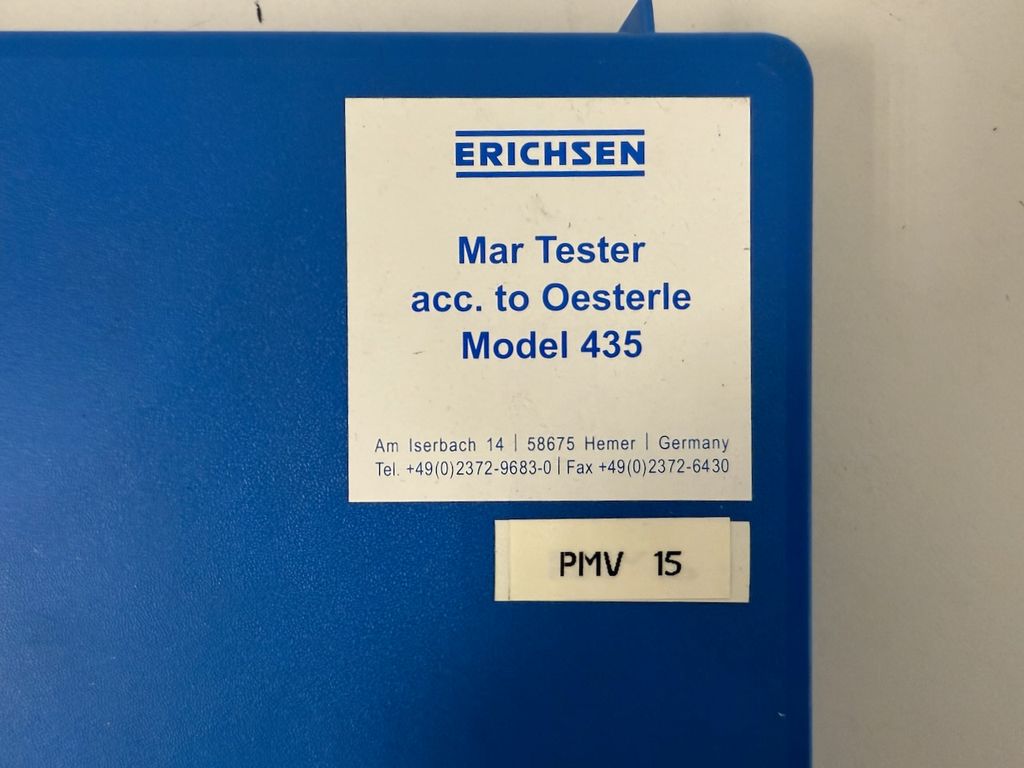 ERICHSEN
Mar Tester
acc. to Oesterle
Model 435
Am Iserbach 14 | 58675 Hemer | Germany
Tel. +49(0)2372-9683-0 | Fax +49(0)2372-6430
PMV 15